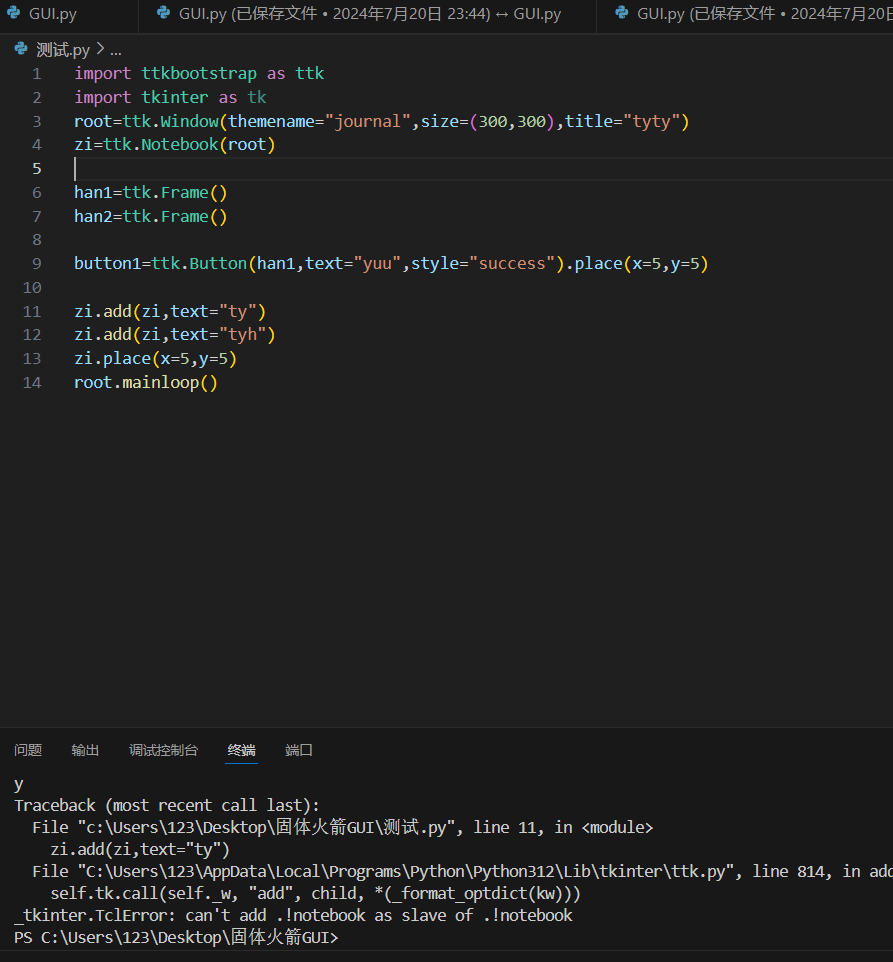 GUI.py GUI.py (已保存文件 • 2024年7月20日 23:44) ↔ GUI.py GUI.py (已保存文件 • 2024年7月20日
测试.py > ...
1 import ttkbootstrap as ttk
2 import tkinter as tk
3 root=ttk.Window(themename="journal",size=(300,300),title="tyty")
4 zi=ttk.Notebook(root)
5
6 han1=ttk.Frame()
7 han2=ttk.Frame()
8
9 button1=ttk.Button(han1,text="yuu",style="success").place(x=5,y=5)
10
11 zi.add(zi,text="ty")
12 zi.add(zi,text="tyh")
13 zi.place(x=5,y=5)
14 root.mainloop()
问题 输出 调试控制台 终端 端口
y
Traceback (most recent call last):
  File "c:\Users\123\Desktop\固体火箭GUI\测试.py", line 11, in <module>
    zi.add(zi,text="ty")
  File "C:\Users\123\AppData\Local\Programs\Python\Python312\Lib\tkinter\ttk.py", line 814, in add
    self.tk.call(self._w, "add", child, *(_format_optdict(kw)))
_tkinter.TclError: can't add .!notebook as slave of .!notebook
PS C:\Users\123\Desktop\固体火箭GUI>